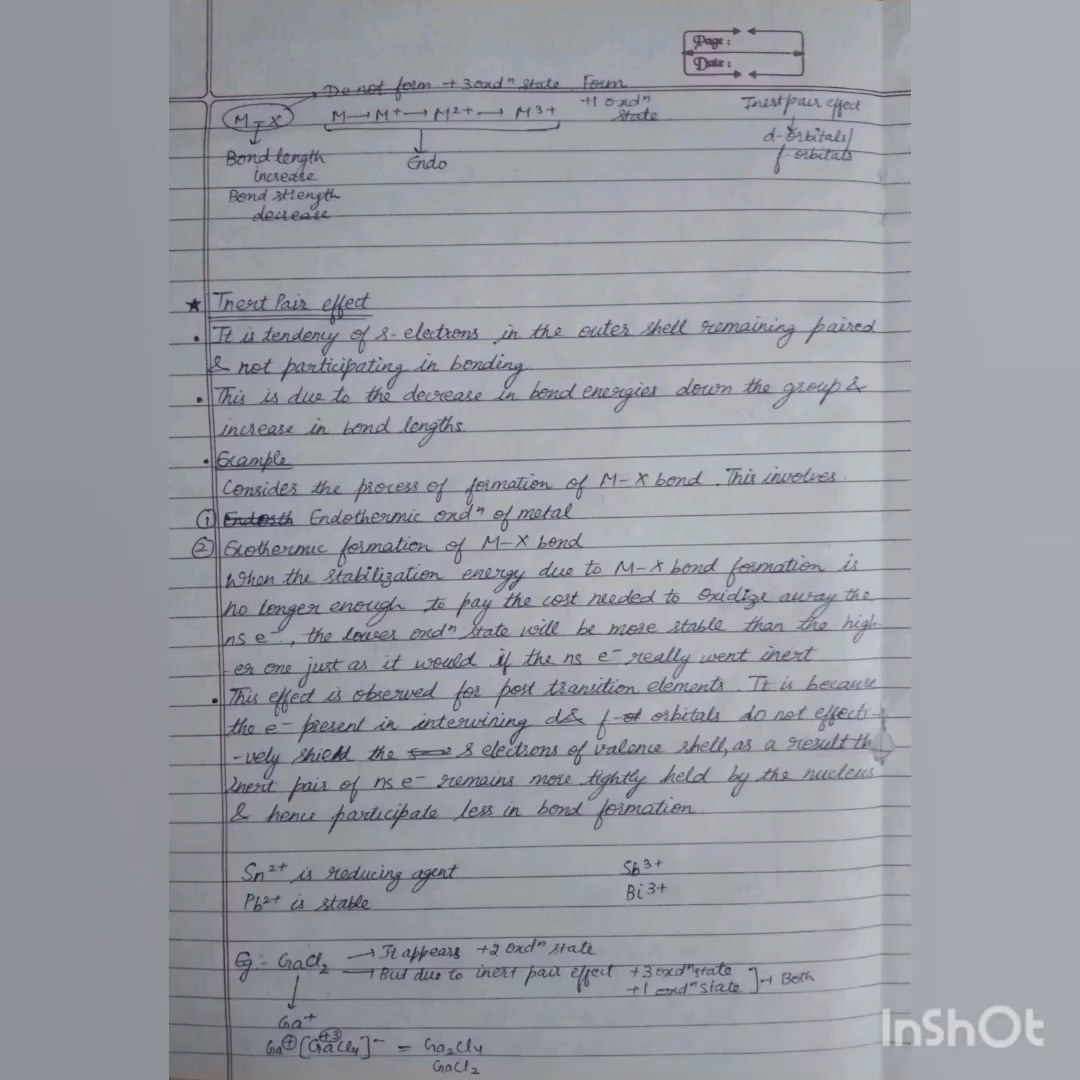 Page :
Date :
Do not form +3 oxdⁿ state Form
M-X M → M+ → M²+ → M³+ +1 oxdⁿ Inert pair effect
state
d-orbitals/
f orbitals
Bond length Endo
increase
Bond strength
decrease
★ Inert Pair effect
• It is tendency of s-electrons in the outer shell remaining paired
& not participating in bonding.
• This is due to the decrease in bond energies down the group &
increase in bond lengths.
• Example
Consider the process of formation of M-X bond. This involves
① Endoth Endothermic oxdⁿ of metal
② Exothermic formation of M-X bond
When the stabilization energy due to M-X bond formation is
no longer enough to pay the cost needed to oxidize away the
ns e⁻, the lower oxdⁿ state will be more stable than the high-
er one just as it would if the ns e⁻ really went inert
• This effect is observed for post transition elements. It is because
the e⁻ present in intervining d & f orbitals do not effecti-
-vely shield the s electrons of valence shell, as a result th
inert pair of ns e⁻ remains more tightly held by the nucleus
& hence participate less in bond formation.
Sn²⁺ is reducing agent Sb³+
Pb²⁺ is stable Bi³+
Eg:- GaCl₂ → It appears +2 oxdⁿ state
→ But due to inert pair effect +3 oxdⁿ state
+1 oxdⁿ state ] → Both
Ga⁺
Ga⊕[GaCl₄]⁻ +3 = Ga₂Cl₄
GaCl₂
InShOt